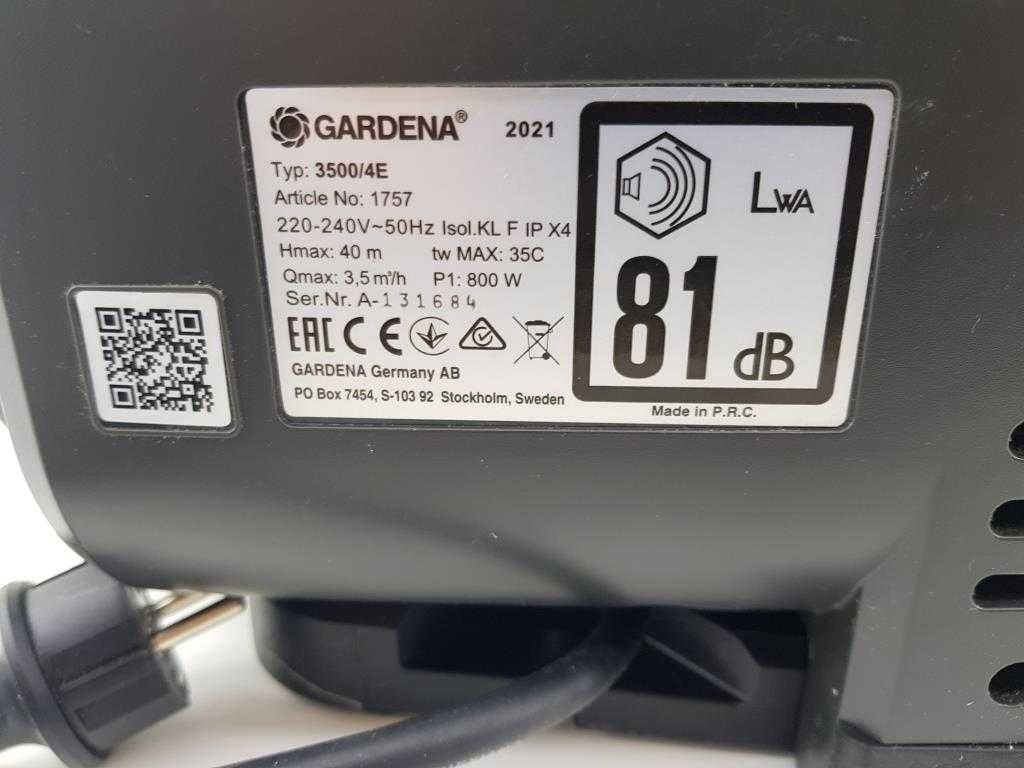 GARDENA® 2021
Typ: 3500/4E
Article No: 1757
220-240V~50Hz Isol.KL F IP X4
Hmax: 40 m tw MAX: 35C
Qmax: 3,5 m³/h P1: 800 W
Ser.Nr. A-131684
EAC CE
GARDENA Germany AB
PO Box 7454, S-103 92 Stockholm, Sweden
LWA
81 dB
Made in P.R.C.